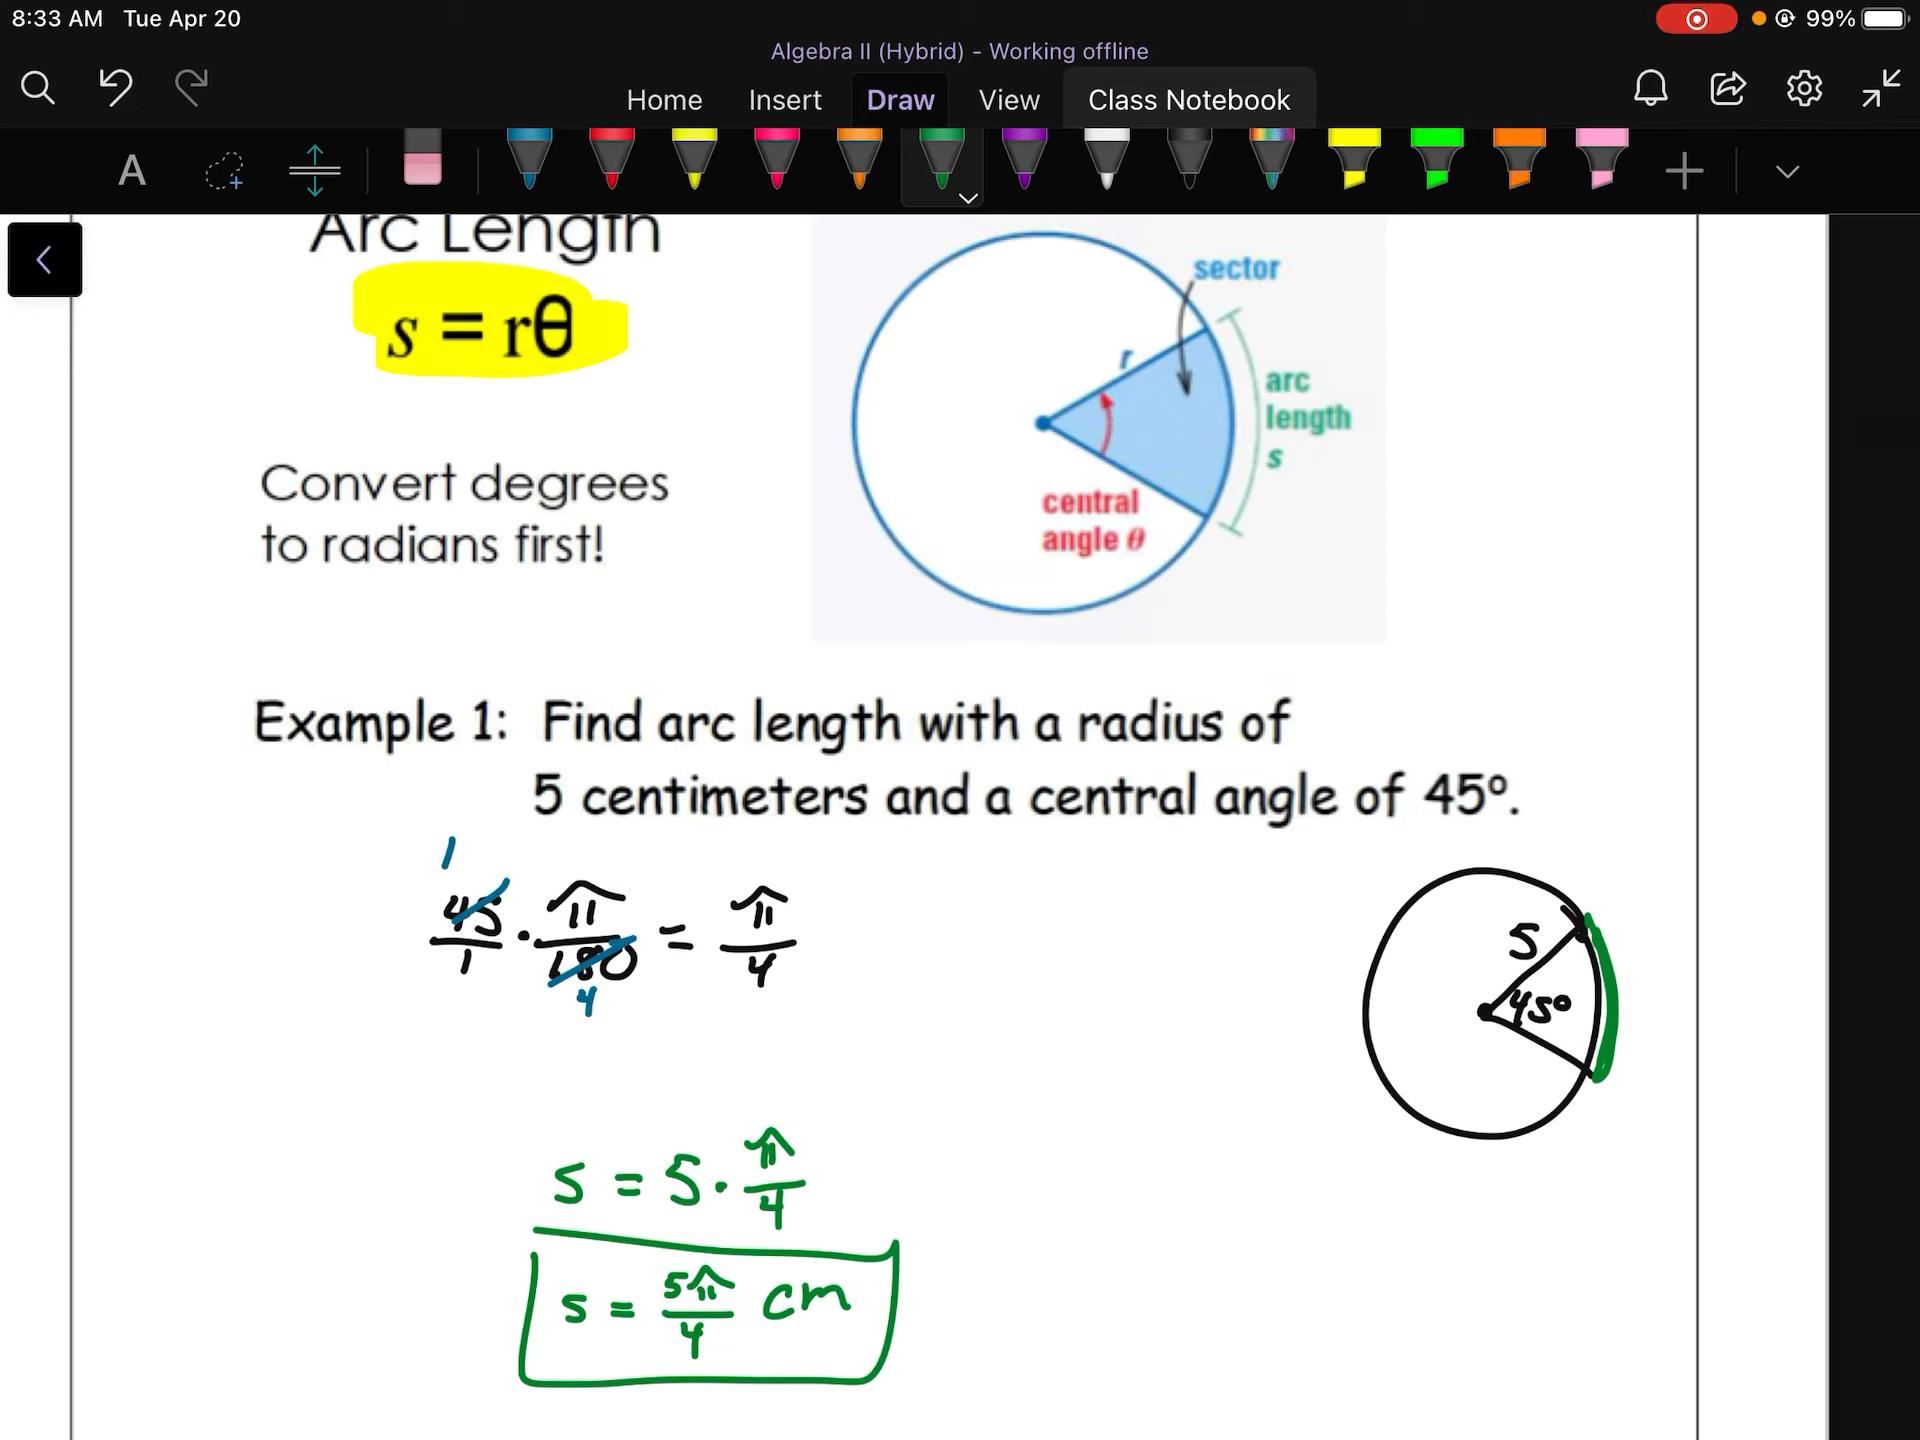 8:33 AM Tue Apr 20
99%
Algebra II (Hybrid) - Working offline
Home Insert Draw View Class Notebook
A
Arc Length
s = rθ
Convert degrees
to radians first!
sector
r
arc
length
s
central
angle θ
Example 1: Find arc length with a radius of
5 centimeters and a central angle of 45°.
1
45/1 · π/180 = π/4
4
5
45°
s = 5 · π/4
s = 5π/4 cm